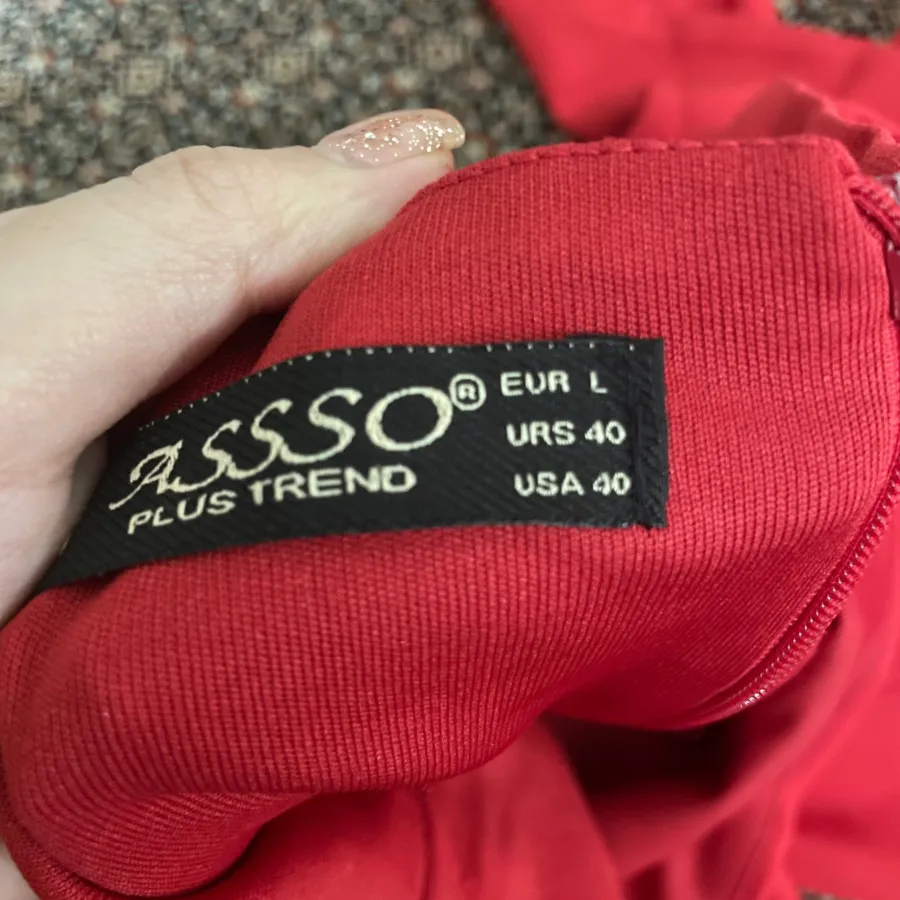 ASSSO®
PLUS TREND
EUR L
URS 40
USA 40